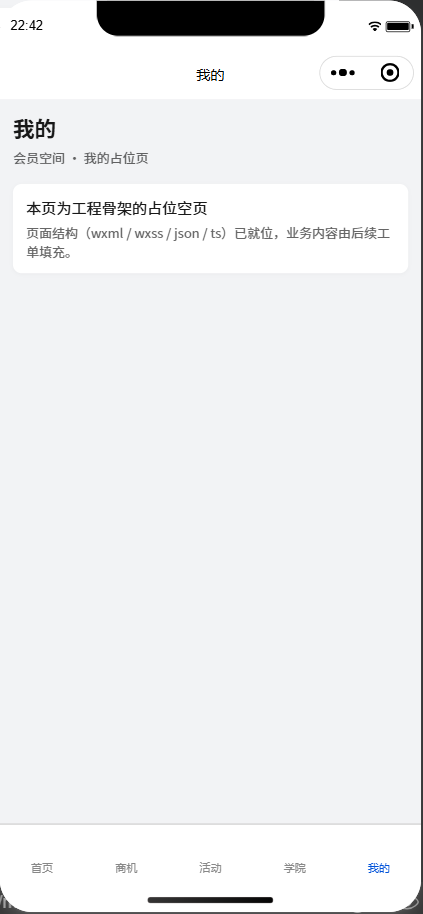 22:42
我的
我的
会员空间 · 我的占位页
本页为工程骨架的占位空页
页面结构（wxml / wxss / json / ts）已就位，业务内容由后续工
单填充。
首页
商机
活动
学院
我的